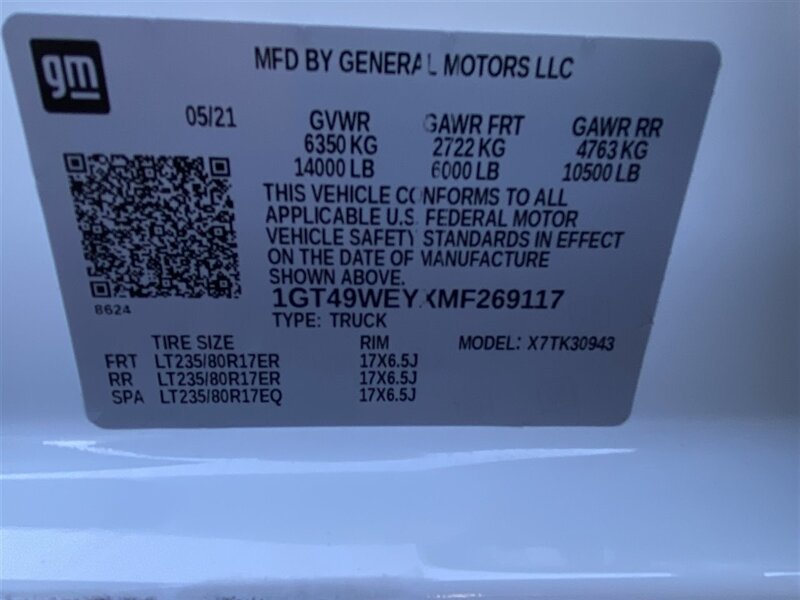 gm
MFD BY GENERAL MOTORS LLC
05/21 GVWR GAWR FRT GAWR RR
6350 KG 2722 KG 4763 KG
14000 LB 6000 LB 10500 LB
THIS VEHICLE CONFORMS TO ALL
APPLICABLE U.S. FEDERAL MOTOR
VEHICLE SAFETY STANDARDS IN EFFECT
ON THE DATE OF MANUFACTURE
SHOWN ABOVE.
8624
1GT49WEYXMF269117
TYPE: TRUCK
TIRE SIZE RIM MODEL: X7TK30943
FRT LT235/80R17ER 17X6.5J
RR LT235/80R17ER 17X6.5J
SPA LT235/80R17EQ 17X6.5J